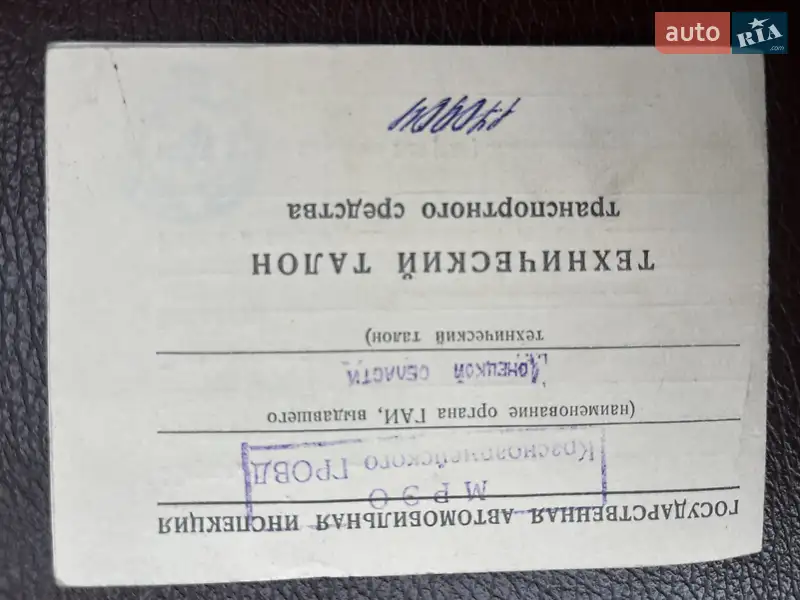 ГОСУДАРСТВЕННАЯ АВТОМОБИЛЬНАЯ ИНСПЕКЦИЯ
МРЭО
Красноармейского ГРОВД
(наименование органа ГАИ, выдавшего
ДОНЕЦКОЙ ОБЛАСТИ
технический талон)
ТЕХНИЧЕСКИЙ ТАЛОН
транспортного средства
auto RIA .com